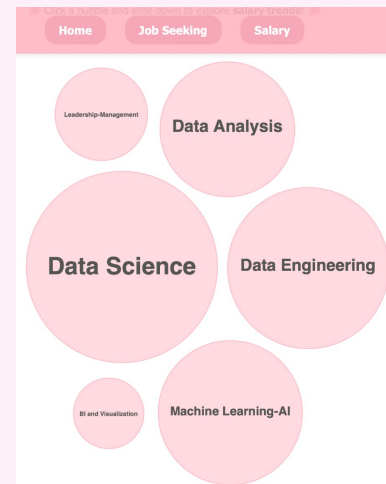 Click a bubble and slide down to explore salary trends!
Home
Job Seeking
Salary
Leadership-Management
Data Analysis
Data Science
Data Engineering
BI and Visualization
Machine Learning-AI